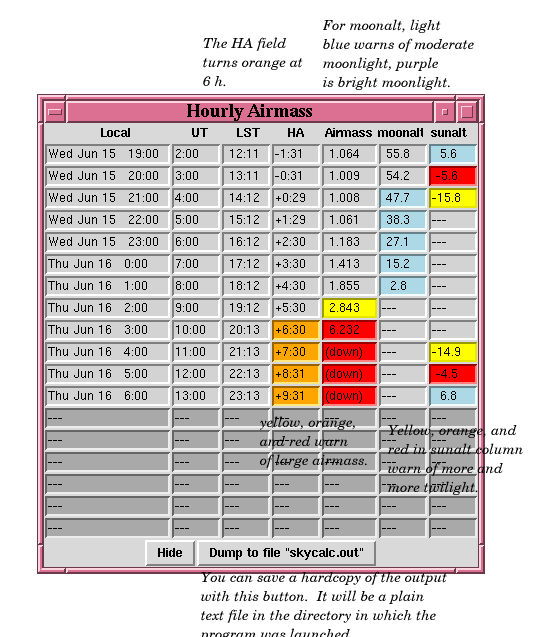 For moonalt, light
The HA field
blue warns of moderate
turns orange at
moonlight, purple
6 h.
is bright moonlight.
Hourly Airmass
Local UT LST HA Airmass moonalt sunalt
Wed Jun 15 19:00 2:00 12:11 -1:31 1.064 55.8 5.6
Wed Jun 15 20:00 3:00 13:11 -0:31 1.009 54.2 -5.6
Wed Jun 15 21:00 4:00 14:12 +0:29 1.008 47.7 -15.8
Wed Jun 15 22:00 5:00 15:12 +1:29 1.061 38.3 ---
Wed Jun 15 23:00 6:00 16:12 +2:30 1.183 27.1 ---
Thu Jun 16 0:00 7:00 17:12 +3:30 1.413 15.2 ---
Thu Jun 16 1:00 8:00 18:12 +4:30 1.855 2.8 ---
Thu Jun 16 2:00 9:00 19:12 +5:30 2.843 --- ---
Thu Jun 16 3:00 10:00 20:13 +6:30 6.232 --- ---
Thu Jun 16 4:00 11:00 21:13 +7:30 (down) --- -14.9
Thu Jun 16 5:00 12:00 22:13 +8:31 (down) --- -4.5
Thu Jun 16 6:00 13:00 23:13 +9:31 (down) --- 6.8
--- --- --- --- --- --- ---
--- --- --- --- --- --- ---
--- --- --- --- --- --- ---
--- --- --- --- --- --- ---
--- --- --- --- --- --- ---
--- --- --- --- --- --- ---
yellow, orange,
and red warn
of large airmass.
Yellow, orange, and
red in sunalt column
warn of more and
more twilight.
Hide Dump to file "skycalc.out"
You can save a hardcopy of the output
with this button. It will be a plain
text file in the directory in which the
program was launched